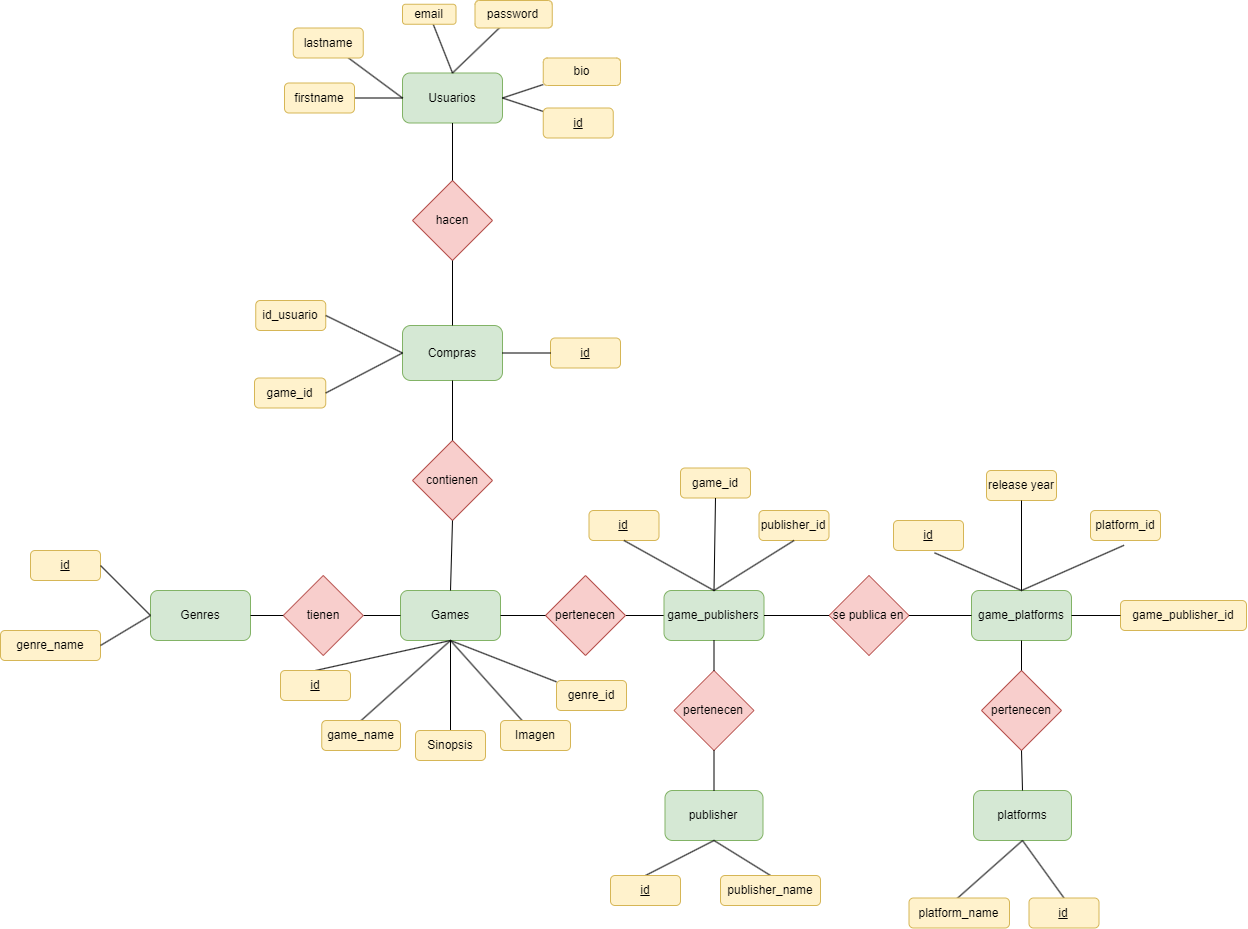 email
password
lastname
bio
firstname
Usuarios
id
hacen
id_usuario
Compras
id
game_id
contienen
game_id
release year
id
publisher_id
id
platform_id
id
Genres
tienen
Games
pertenecen
game_publishers
se publica en
game_platforms
game_publisher_id
genre_name
id
genre_id
game_name
Sinopsis
Imagen
pertenecen
pertenecen
publisher
platforms
id
publisher_name
platform_name
id